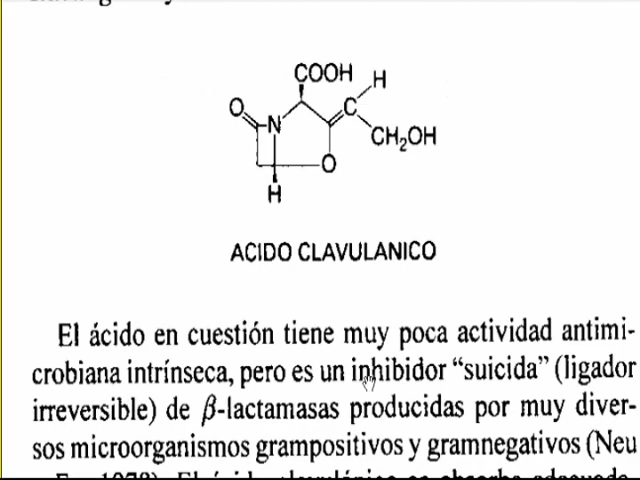 COOH
H
O
C
N
CH₂OH
O
H
ACIDO CLAVULANICO
El ácido en cuestión tiene muy poca actividad antimi-
crobiana intrínseca, pero es un inhibidor “suicida” (ligador
irreversible) de β-lactamasas producidas por muy diver-
sos microorganismos grampositivos y gramnegativos (Neu